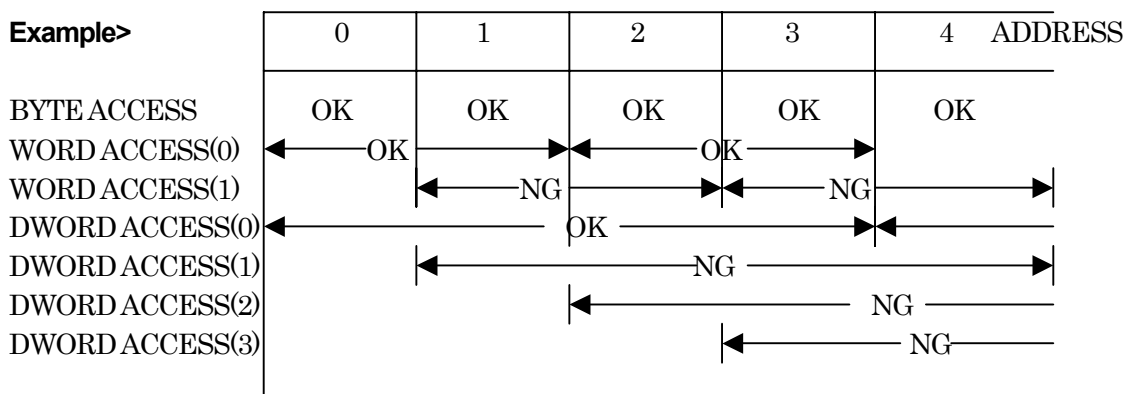 Example> 0 1 2 3 4 ADDRESS
BYTE ACCESS OK OK OK OK OK
WORD ACCESS(0) OK OK
WORD ACCESS(1) NG NG
DWORD ACCESS(0) OK
DWORD ACCESS(1) NG
DWORD ACCESS(2) NG
DWORD ACCESS(3) NG